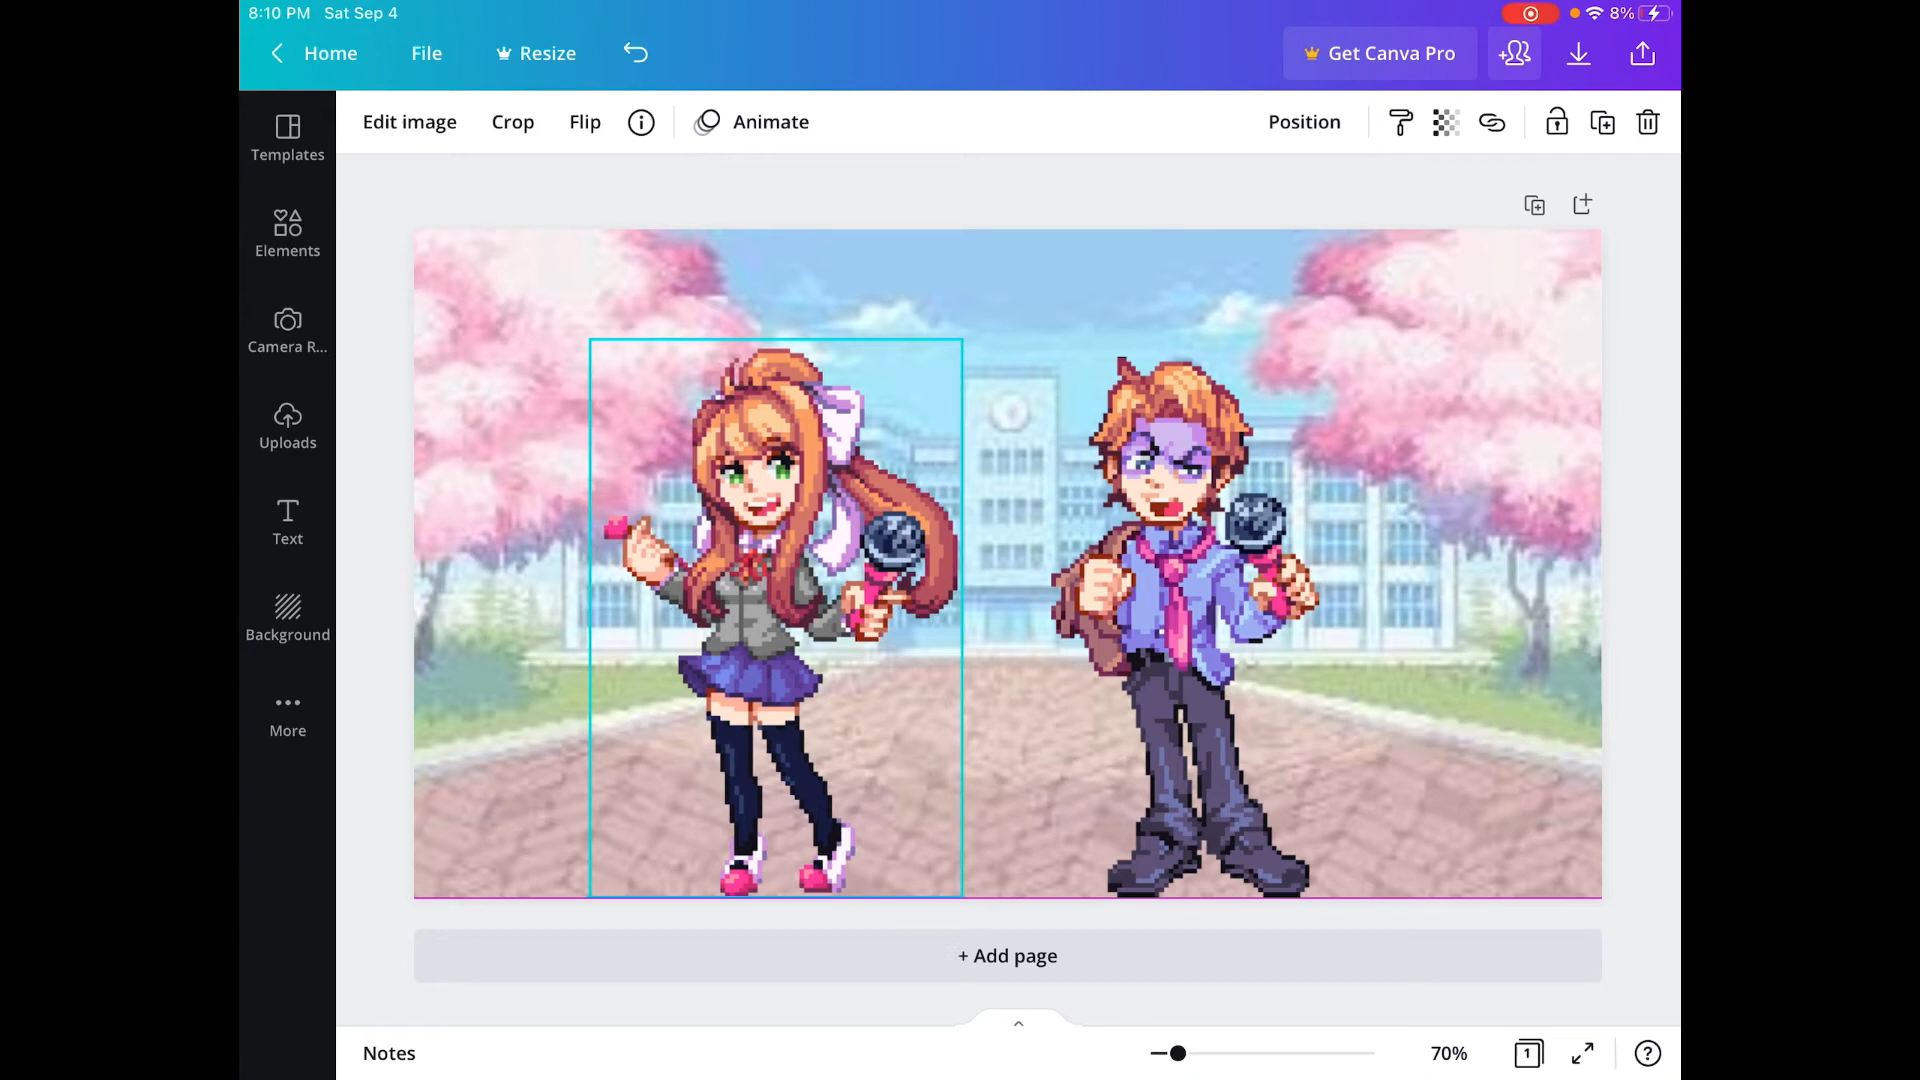 8:10 PM Sat Sep 4
8%
Home
File
Resize
Get Canva Pro
Edit image
Crop
Flip
Animate
Position
Templates
Elements
Camera R...
Uploads
Text
Background
More
+ Add page
Notes
70%
1